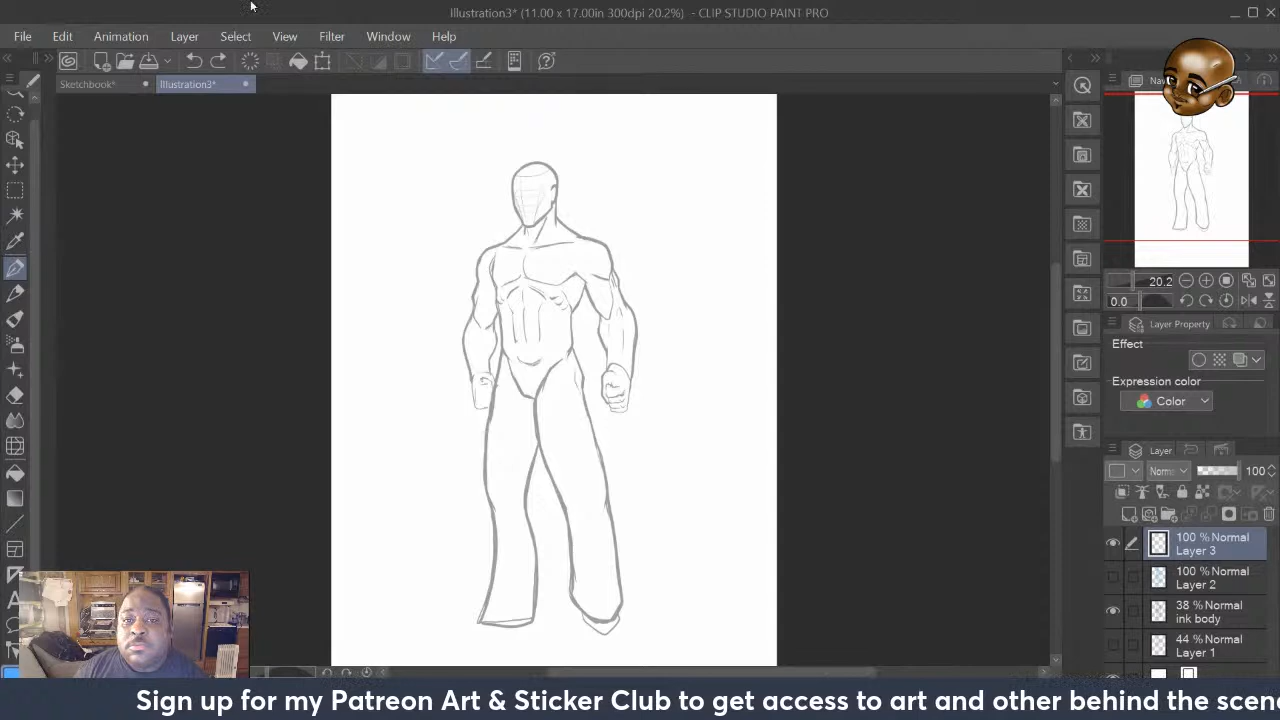 Illustration3* (11.00 x 17.00in 300dpi 20.2%) - CLIP STUDIO PAINT PRO
File Edit Animation Layer Select View Filter Window Help
Sketchbook* Illustration3*
20.2
0.0
Layer Property
Effect
Expression color
Color
Layer
100
100 % Normal
Layer 3
100 % Normal
Layer 2
38 % Normal
ink body
44 % Normal
Layer 1
Sign up for my Patreon Art & Sticker Club to get access to art and other behind the scen